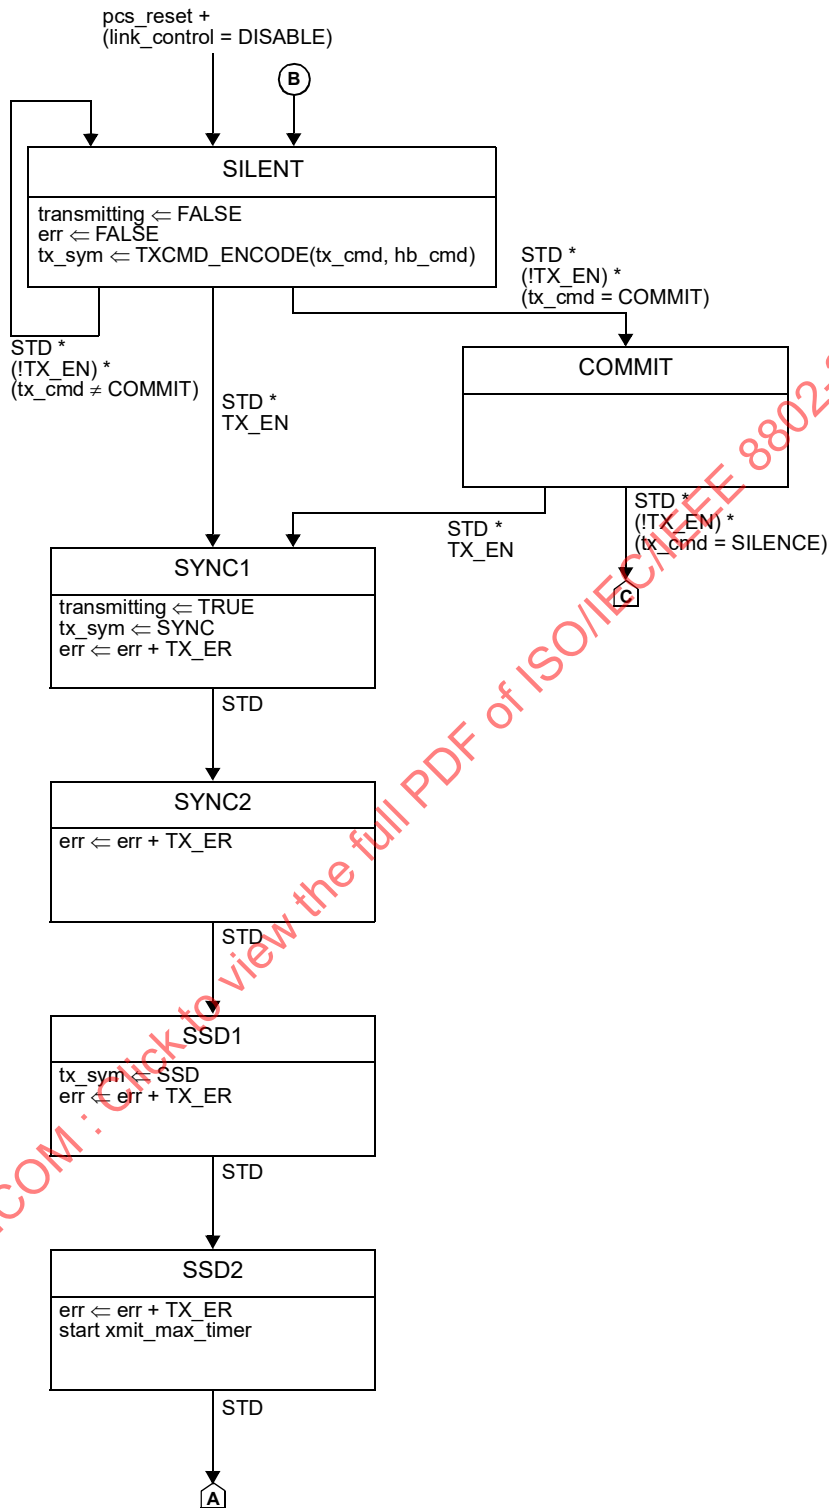 pcs_reset +
(link_control = DISABLE)
B
SILENT
transmitting ⇐ FALSE
err ⇐ FALSE
tx_sym ⇐ TXCMD_ENCODE(tx_cmd, hb_cmd)
STD *
(!TX_EN) *
(tx_cmd = COMMIT)
STD *
(!TX_EN) *
(tx_cmd ≠ COMMIT)
COMMIT
STD *
TX_EN
STD *
(!TX_EN) *
(tx_cmd = SILENCE)
STD *
TX_EN
C
SYNC1
transmitting ⇐ TRUE
tx_sym ⇐ SYNC
err ⇐ err + TX_ER
STD
SYNC2
err ⇐ err + TX_ER
STD
SSD1
tx_sym ⇐ SSD
err ⇐ err + TX_ER
STD
SSD2
err ⇐ err + TX_ER
start xmit_max_timer
STD
A
.COM : Click to view the full PDF of ISO/IEC/IEEE 8802-